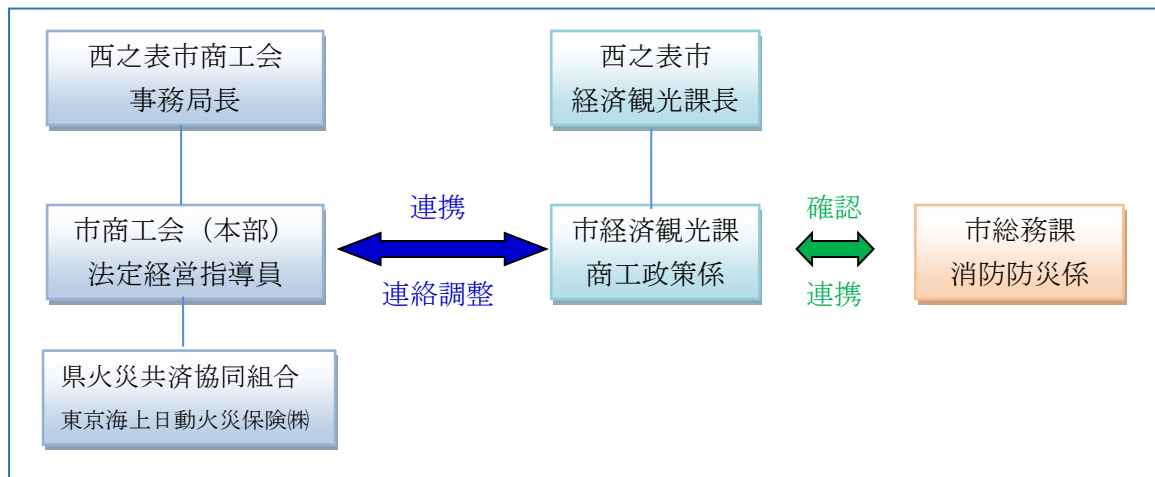 西之表市商工会
事務局長
西之表市
経済観光課長
市商工会（本部）
法定経営指導員
連携
連絡調整
市経済観光課
商工政策係
確認
連携
市総務課
消防防災係
県火災共済協同組合
東京海上日動火災保険㈱